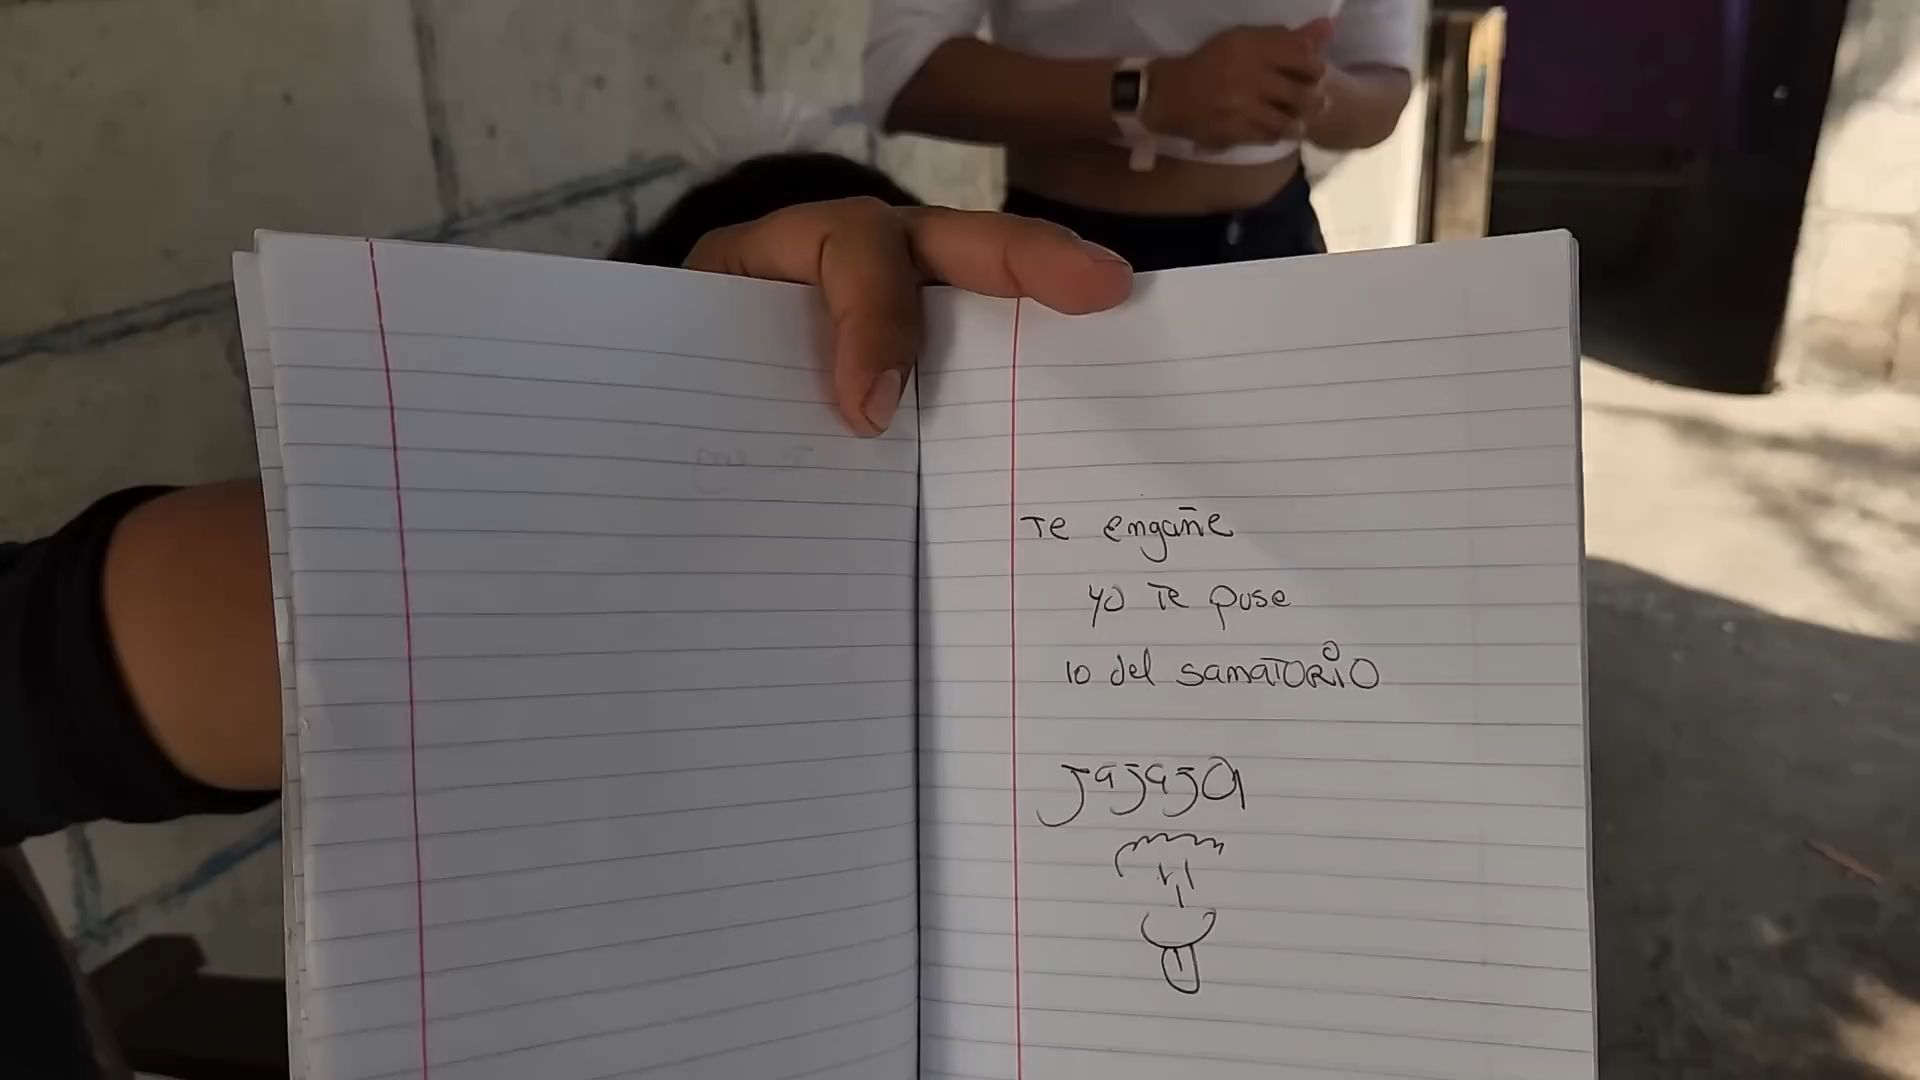 Te engañe
yo Te puse
lo del samaTORiO
Jajaja